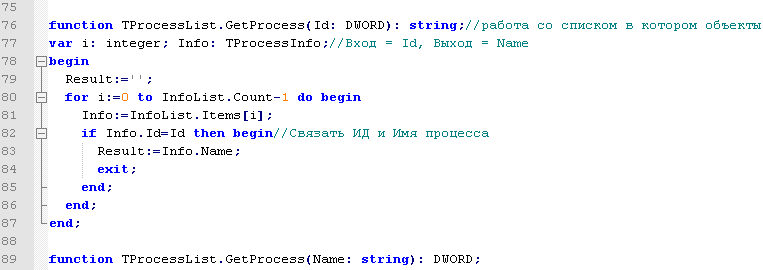 75
76 function TProcessList.GetProcess(Id: DWORD): string;//работа со списком в котором объекты
77 var i: integer; Info: TProcessInfo;//Вход = Id, Выход = Name
78 begin
79 Result:='';
80 for i:=0 to InfoList.Count-1 do begin
81 Info:=InfoList.Items[i];
82 if Info.Id=Id then begin//Связать ИД и Имя процесса
83 Result:=Info.Name;
84 exit;
85 end;
86 end;
87 end;
88
89 function TProcessList.GetProcess(Name: string): DWORD;